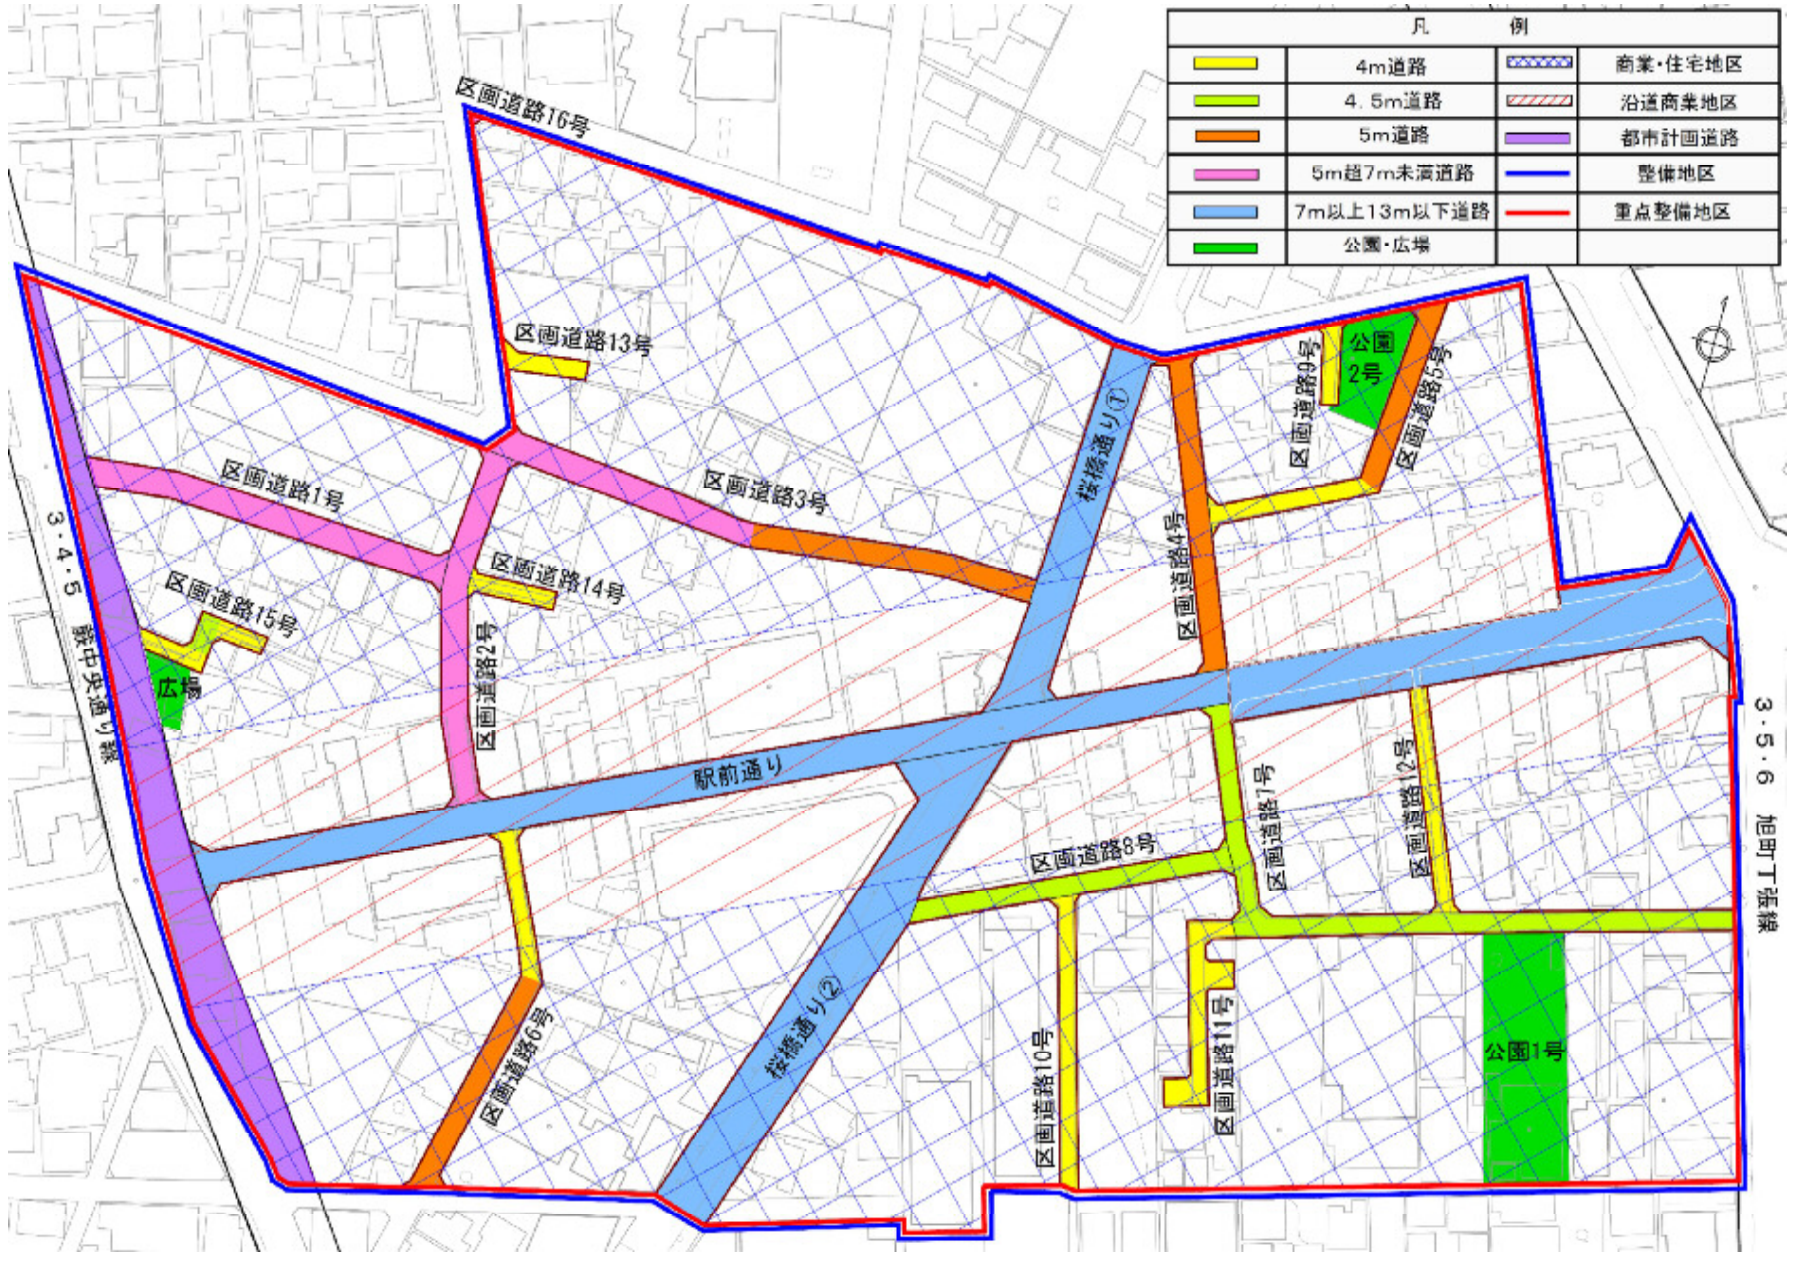 凡 例
4m道路
商業・住宅地区
4.5m道路
沿道商業地区
5m道路
都市計画道路
5m超7m未満道路
整備地区
7m以上13m以下道路
重点整備地区
公園・広場
区画道路16号
区画道路13号
公園
2号
区画道路9号
区画道路5号
桜橋通り①
区画道路1号
区画道路3号
区画道路4号
3・4・5
中央通り線
区画道路14号
区画道路15号
広場
区画道路2号
駅前通り
3・5・6 旭町丁張線
区画道路12号
区画道路7号
区画道路8号
桜橋通り②
区画道路6号
区画道路10号
区画道路11号
公園1号